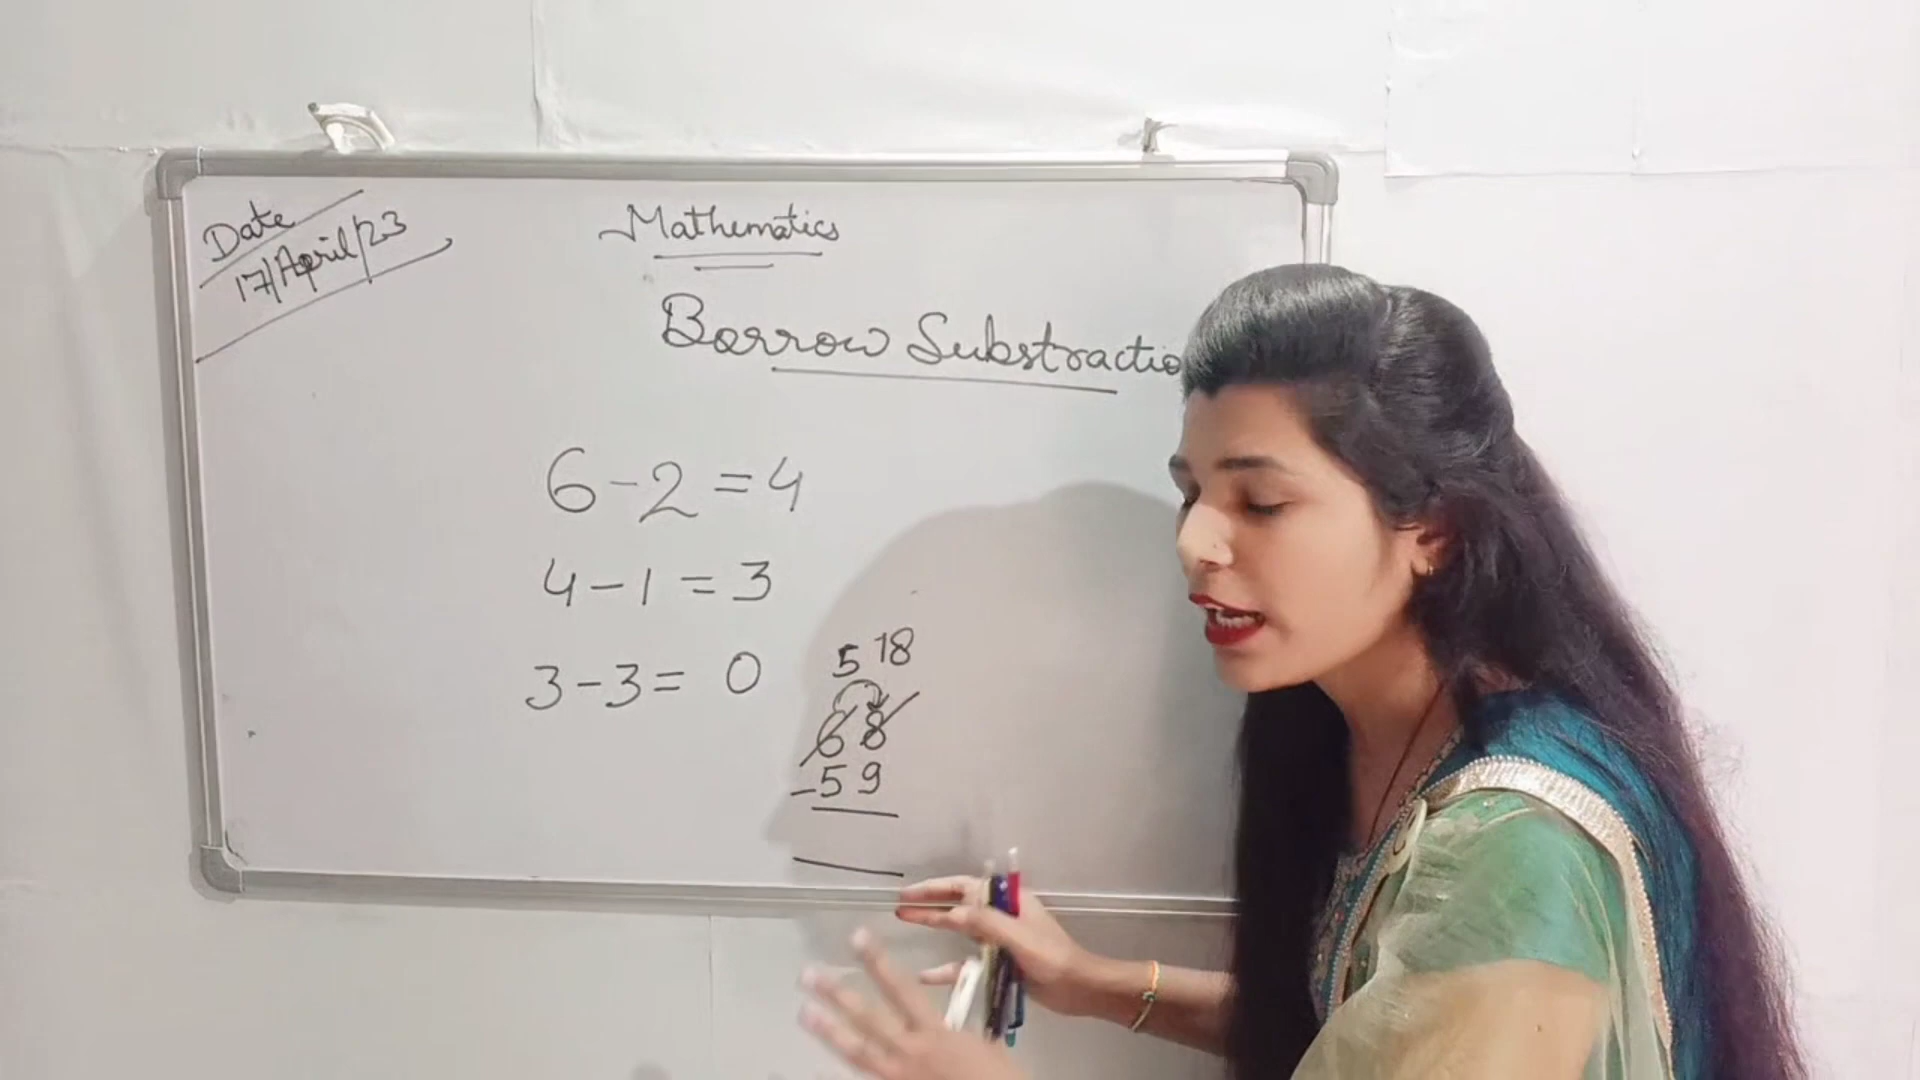 Date
17/April/23
Mathematics
Borrow Substractio
6-2=4
4-1=3
3-3= 0
5 18
68
-59